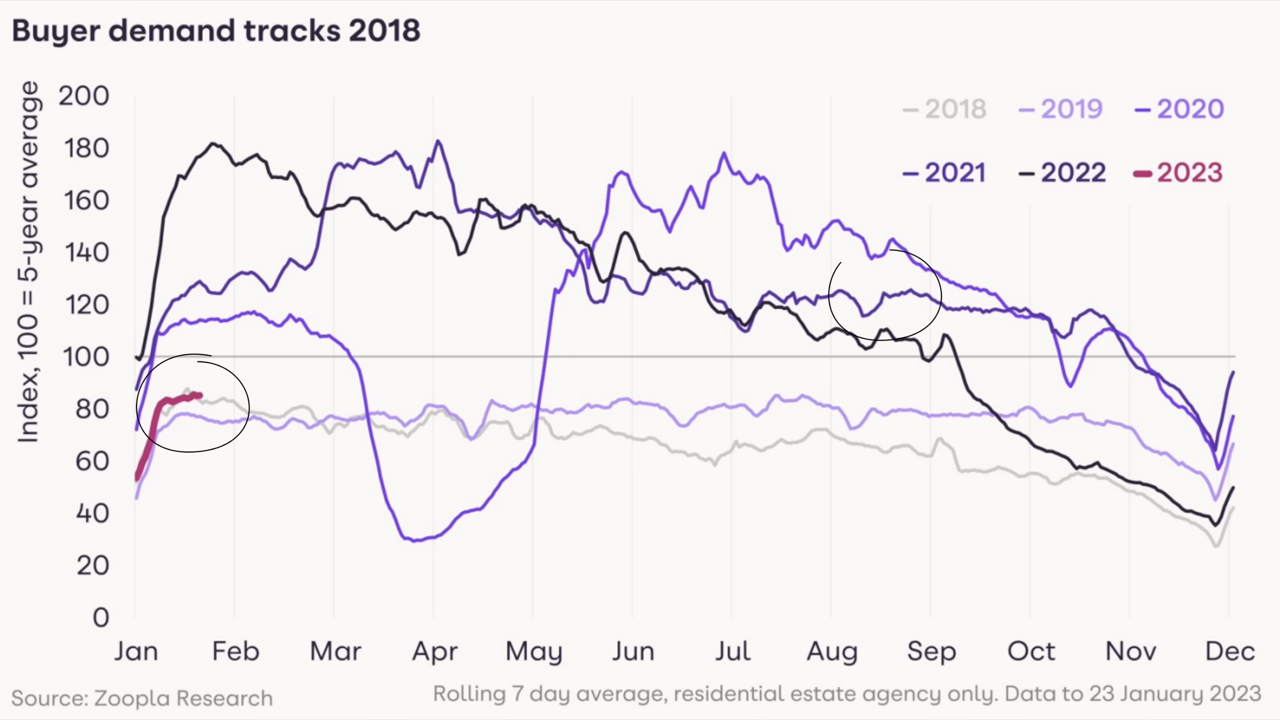 Buyer demand tracks 2018
Index, 100 = 5-year average
200
180
160
140
120
100
80
60
40
20
0
2018 2019 2020
2021 2022 2023
Jan Feb Mar Apr May Jun Jul Aug Sep Oct Nov Dec
Source: Zoopla Research
Rolling 7 day average, residential estate agency only. Data to 23 January 2023